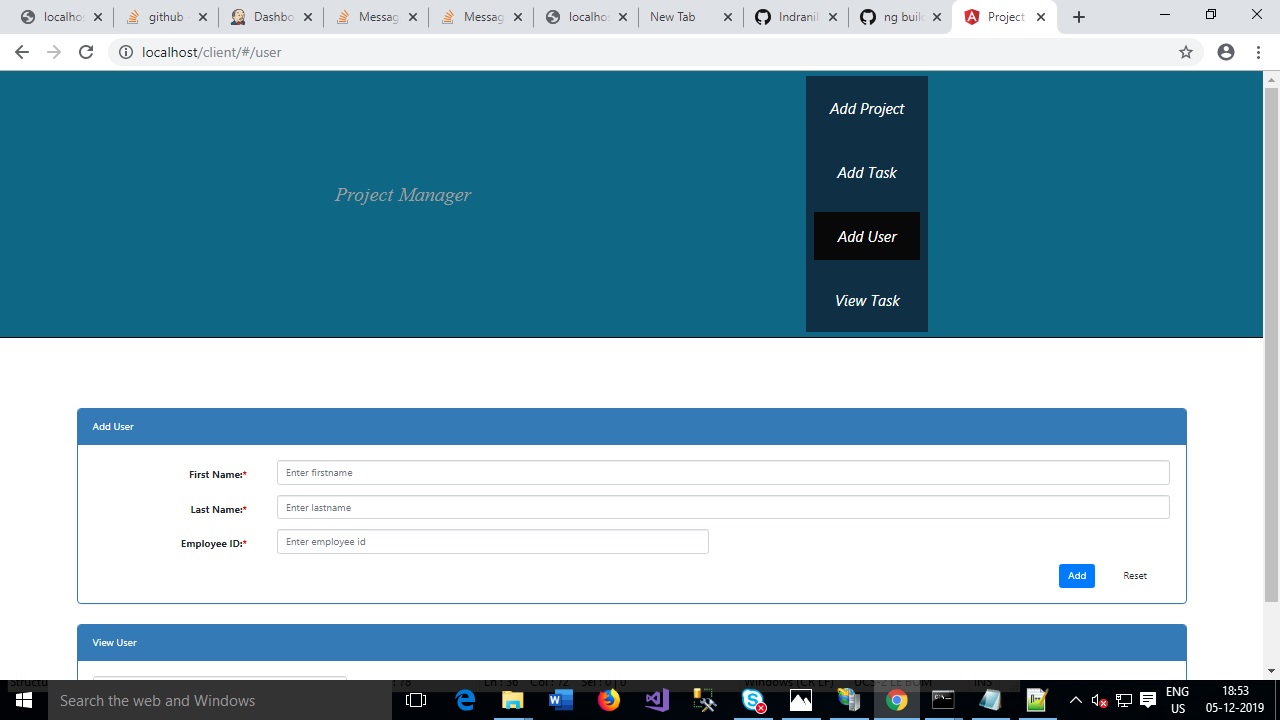 localhos
github
Dashbo
Messag
Messag
localhos
New Tab
Indranil
ng buil
Project
localhost/client/#/user
Project Manager
Add Project
Add Task
Add User
View Task
Add User
First Name:*
Enter firstname
Last Name:*
Enter lastname
Employee ID:*
Enter employee id
Add
Reset
View User
Search the web and Windows
ENG
US
18:53
05-12-2019